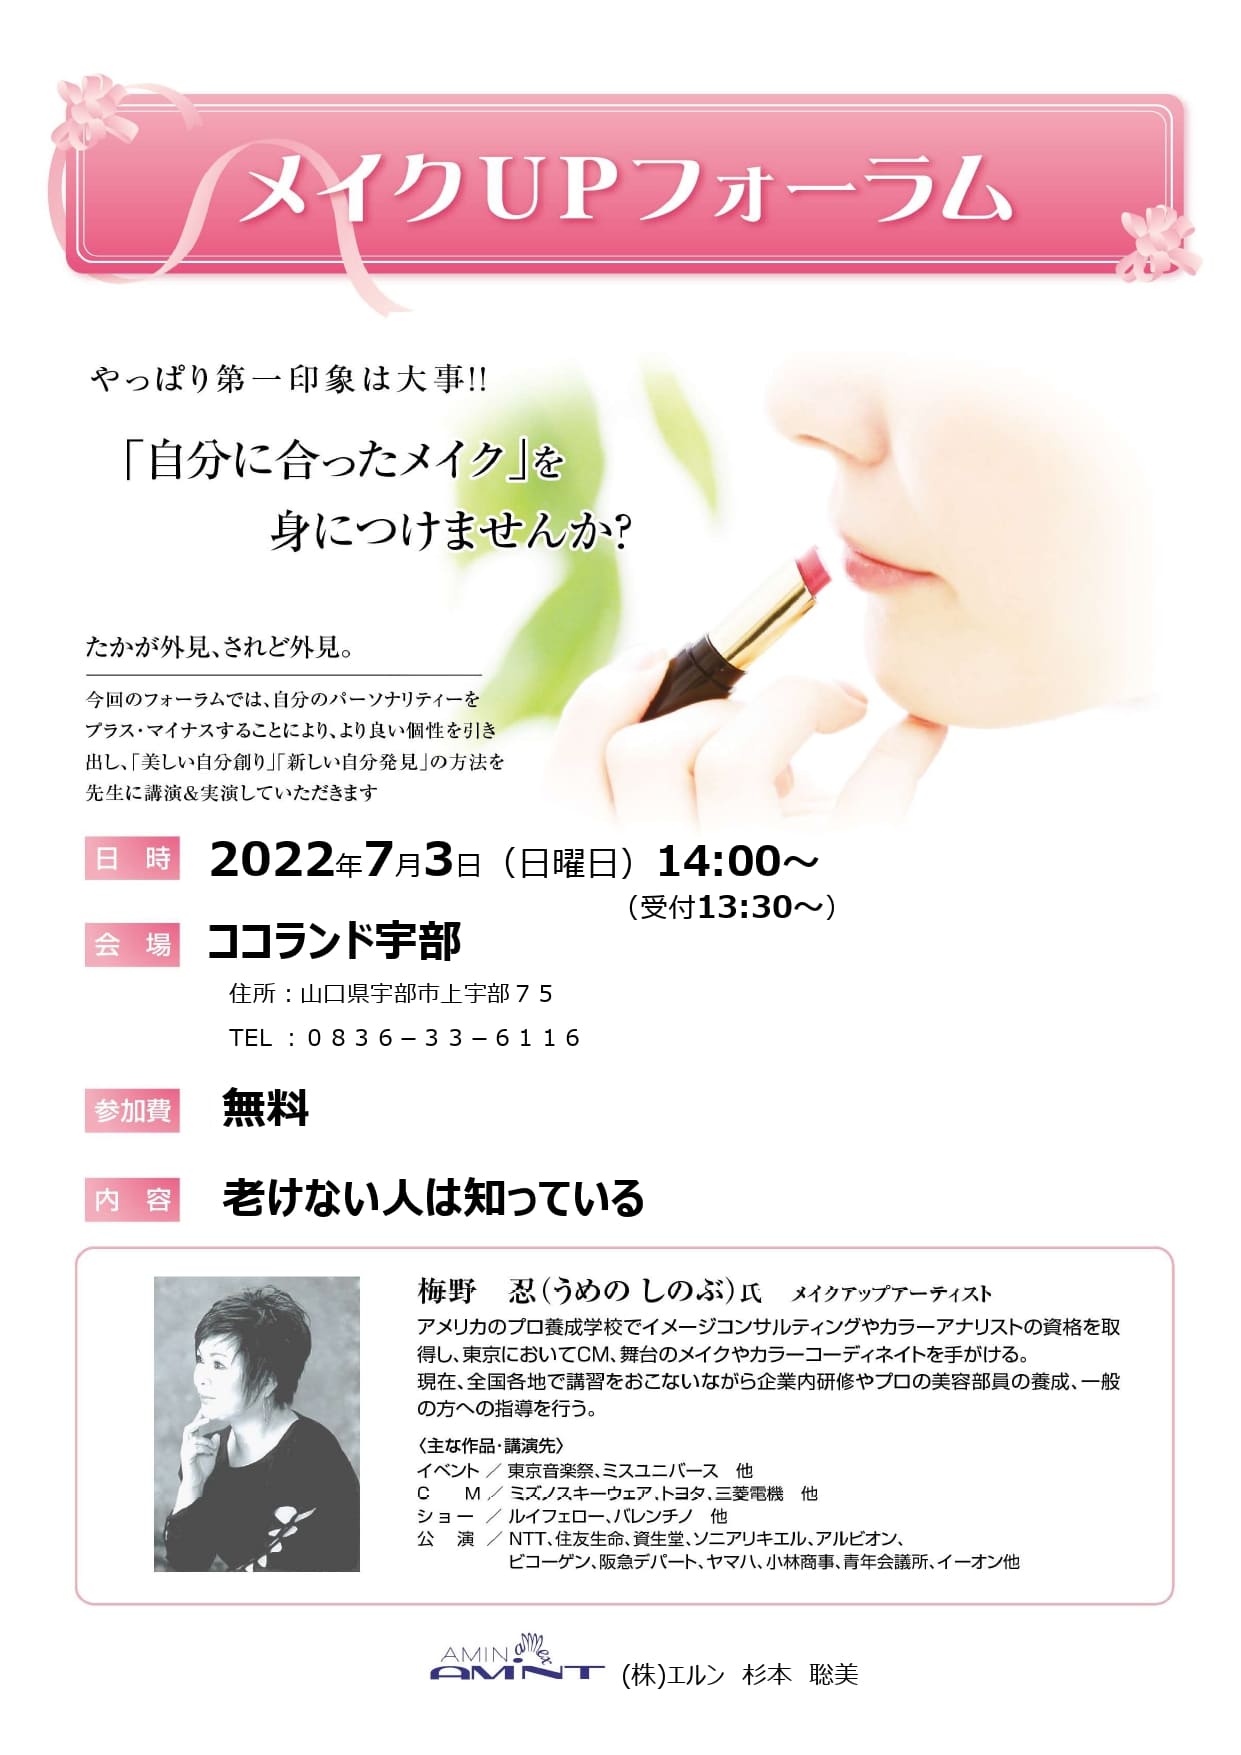 メイクUPフォーラム
やっぱり第一印象は大事!!
「自分に合ったメイク」を
身につけませんか?
たかが外見、されど外見。
今回のフォーラムでは、自分のパーソナリティーを
プラス・マイナスすることにより、より良い個性を引き
出し、「美しい自分創り」「新しい自分発見」の方法を
先生に講演&実演していただきます
日　時 2022年7月3日（日曜日）14:00～
（受付13:30～）
会　場 ココランド宇部
住所：山口県宇部市上宇部７５
TEL ：０８３６－３３－６１１６
参加費 無料
内　容 老けない人は知っている
梅野　忍（うめの しのぶ）氏　メイクアップアーティスト
アメリカのプロ養成学校でイメージコンサルティングやカラーアナリストの資格を取
得し、東京においてCM、舞台のメイクやカラーコーディネイトを手がける。
現在、全国各地で講習をおこないながら企業内研修やプロの美容部員の養成、一般
の方への指導を行う。
〈主な作品・講演先〉
イベント ／ 東京音楽祭、ミスユニバース　他
C　　M ／ ミズノスキーウェア、トヨタ、三菱電機　他
ショー ／ ルイフェロー、バレンチノ　他
公　演 ／ NTT、住友生命、資生堂、ソニアリキエル、アルビオン、
ビコーゲン、阪急デパート、ヤマハ、小林商事、青年会議所、イーオン他
AMIN amex
AMINT (株)エルン　杉本　聡美